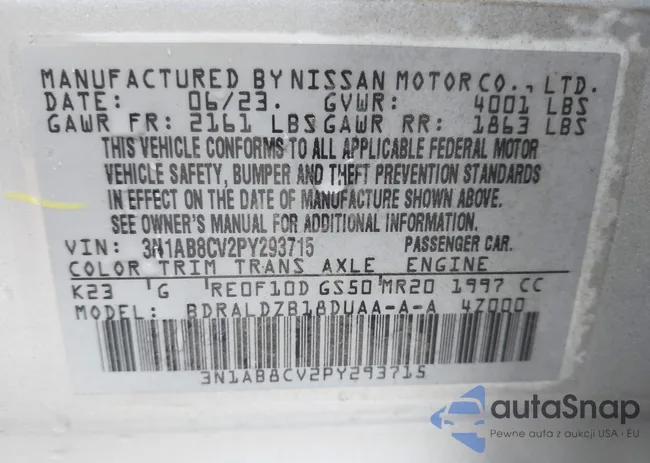 MANUFACTURED BY NISSAN MOTOR CO., LTD.
DATE: 06/23. GVWR: 4001 LBS
GAWR FR: 2161 LBS GAWR RR: 1863 LBS
THIS VEHICLE CONFORMS TO ALL APPLICABLE FEDERAL MOTOR
VEHICLE SAFETY, BUMPER AND THEFT PREVENTION STANDARDS
IN EFFECT ON THE DATE OF MANUFACTURE SHOWN ABOVE.
SEE OWNER'S MANUAL FOR ADDITIONAL INFORMATION.
VIN: 3N1AB8CV2PY293715 PASSENGER CAR.
COLOR TRIM TRANS AXLE ENGINE
K23 G RE0F10D GS50 MR20 1997 CC
MODEL: BDRALDZB18DUAA-A-A 4Z000
3N1AB8CV2PY293715
autaSnap
Pewne auta z aukcji USA · EU